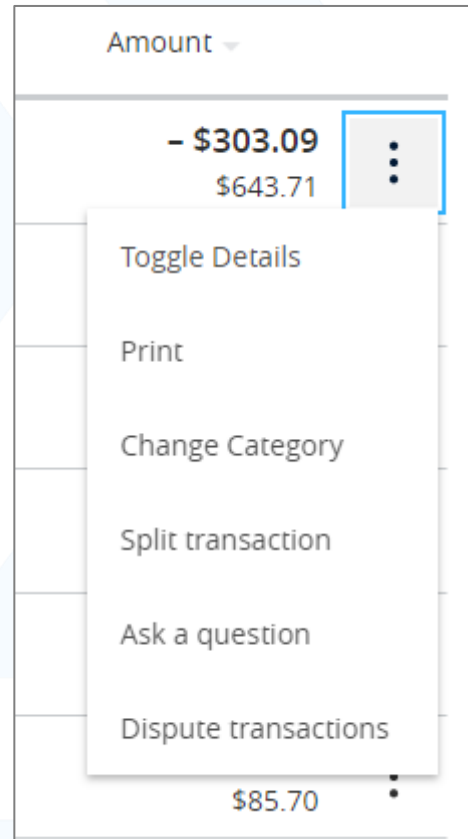 Amount
– $303.09
$643.71
Toggle Details
Print
Change Category
Split transaction
Ask a question
Dispute transactions
$85.70